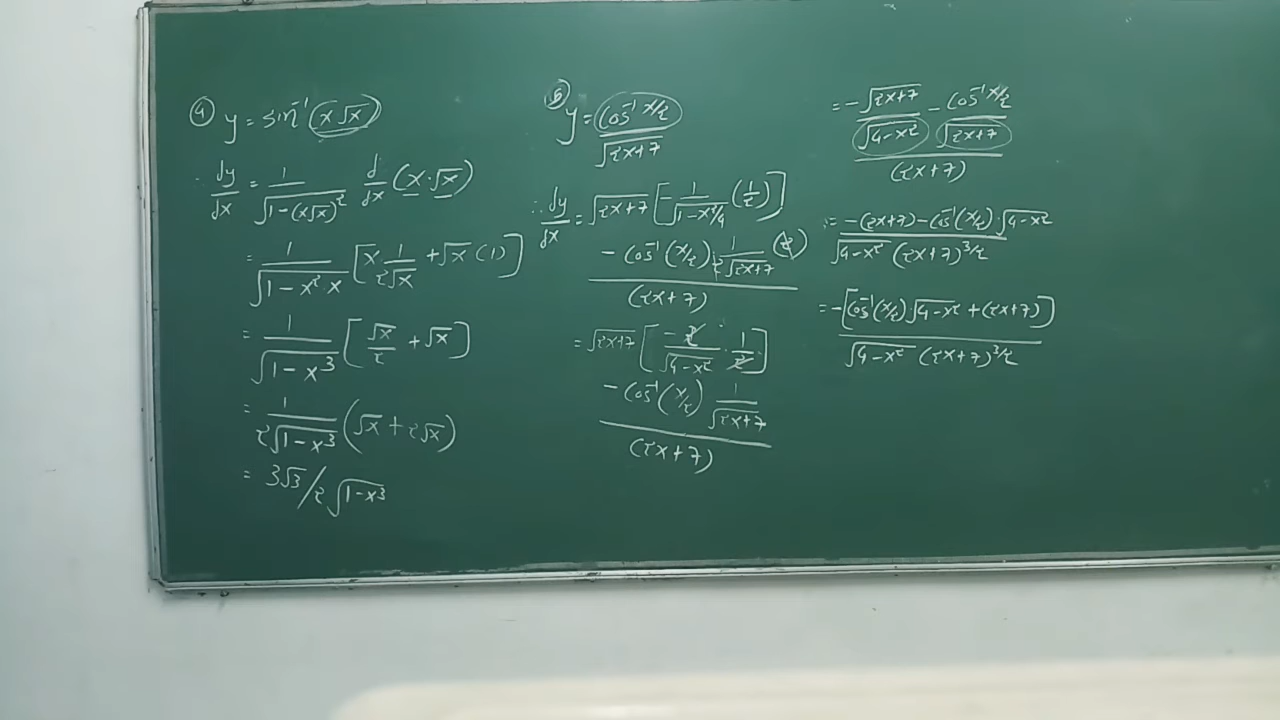 ④ y = sin⁻¹(x√x)
∴ dy/dx = 1/√(1-(x√x)²) d/dx (x·√x)
= 1/√(1-x²x) [x 1/(2√x) + √x (1)]
= 1/√(1-x³) [√x/2 + √x]
= 1/(2√(1-x³)) (√x + 2√x)
= 3√3/2√(1-x³)
⑤ y = cos⁻¹ x/2 / √(2x+7)
∴ dy/dx = √(2x+7) [-1/√(1-x²/4) (1/2)]
- cos⁻¹(x/2) 1/(2√(2x+7)) (2)
(2x+7)
= √(2x+7) [-2/√(4-x²) · 1/2]
- cos⁻¹(x/2) 1/√(2x+7)
(2x+7)
= -√(2x+7)/√(4-x²) - cos⁻¹ x/2 / √(2x+7)
(2x+7)
= -(2x+7) - cos⁻¹(x/2)·√(4-x²)
√(4-x²) (2x+7)^3/2
= -[cos⁻¹(x/2)√(4-x²) + (2x+7)]
√(4-x²) (2x+7)^3/2